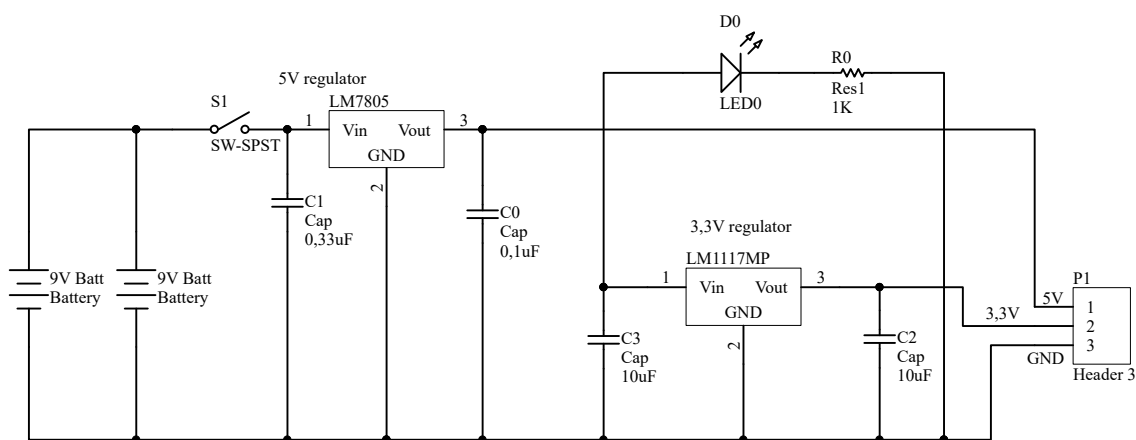 D0
R0
LED0
Res1
1K
5V regulator
S1
SW-SPST
LM7805
1
Vin
Vout
3
GND
2
C1
Cap
0,33uF
C0
Cap
0,1uF
3,3V regulator
LM1117MP
1
Vin
Vout
3
GND
2
9V Batt
Battery
9V Batt
Battery
C3
Cap
10uF
C2
Cap
10uF
P1
5V
1
3,3V
2
3
GND
Header 3